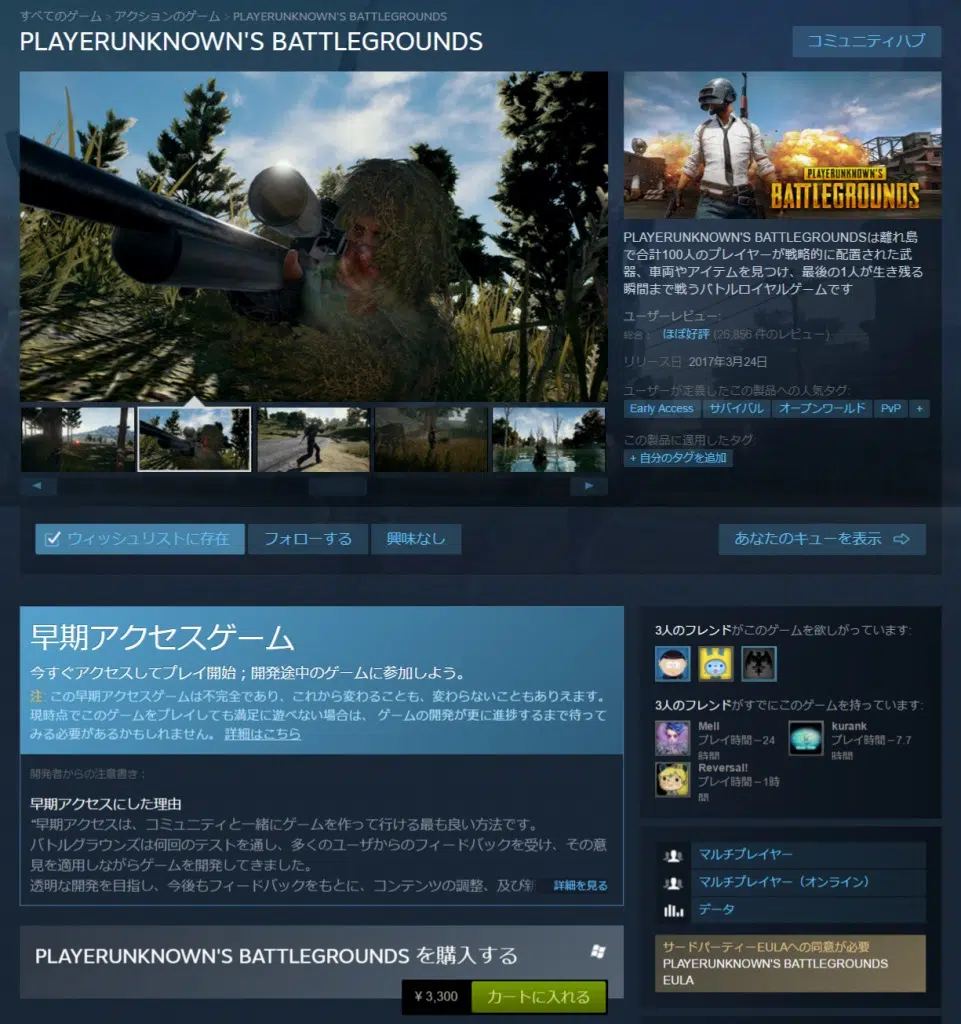 すべてのゲーム > アクションのゲーム > PLAYERUNKNOWN'S BATTLEGROUNDS
PLAYERUNKNOWN'S BATTLEGROUNDS
コミュニティハブ
PLAYERUNKNOWN'S
BATTLEGROUNDS
PLAYERUNKNOWN'S BATTLEGROUNDSは離れ島
で合計100人のプレイヤーが戦略的に配置された武
器、車両やアイテムを見つけ、最後の1人が生き残る
瞬間まで戦うバトルロイヤルゲームです
ユーザーレビュー:
総合: ほぼ好評 (26,856 件のレビュー)
リリース日 2017年3月24日
ユーザーが定義したこの製品への人気タグ:
Early Access サバイバル オープンワールド PvP +
この製品に適用したタグ
+ 自分のタグを追加
ウィッシュリストに存在 フォローする 興味なし あなたのキューを表示
早期アクセスゲーム
今すぐアクセスしてプレイ開始；開発途中のゲームに参加しよう。
注: この早期アクセスゲームは不完全であり、これから変わることも、変わらないこともありえます。
現時点でこのゲームをプレイしても満足に遊べない場合は、 ゲームの開発が更に進捗するまで待って
みる必要があるかもしれません。 詳細はこちら
開発者からの注意書き：
早期アクセスにした理由
“早期アクセスは、コミュニティと一緒にゲームを作って行ける最も良い方法です。
バトルグラウンズは何回のテストを通し、多くのユーザからのフィードバックを受け、その意
見を適用しながらゲームを開発してきました。
透明な開発を目指し、今後もフィードバックをもとに、コンテンツの調整、及び新 詳細を見る
PLAYERUNKNOWN'S BATTLEGROUNDS を購入する
¥ 3,300 カートに入れる
3人のフレンドがこのゲームを欲しがっています:
3人のフレンドがすでにこのゲームを持っています:
Mell
プレイ時間－24
時間
kurank
プレイ時間－7.7
時間
Reversal!
プレイ時間－1時
間
マルチプレイヤー
マルチプレイヤー（オンライン）
データ
サードパーティーEULAへの同意が必要
PLAYERUNKNOWN'S BATTLEGROUNDS
EULA